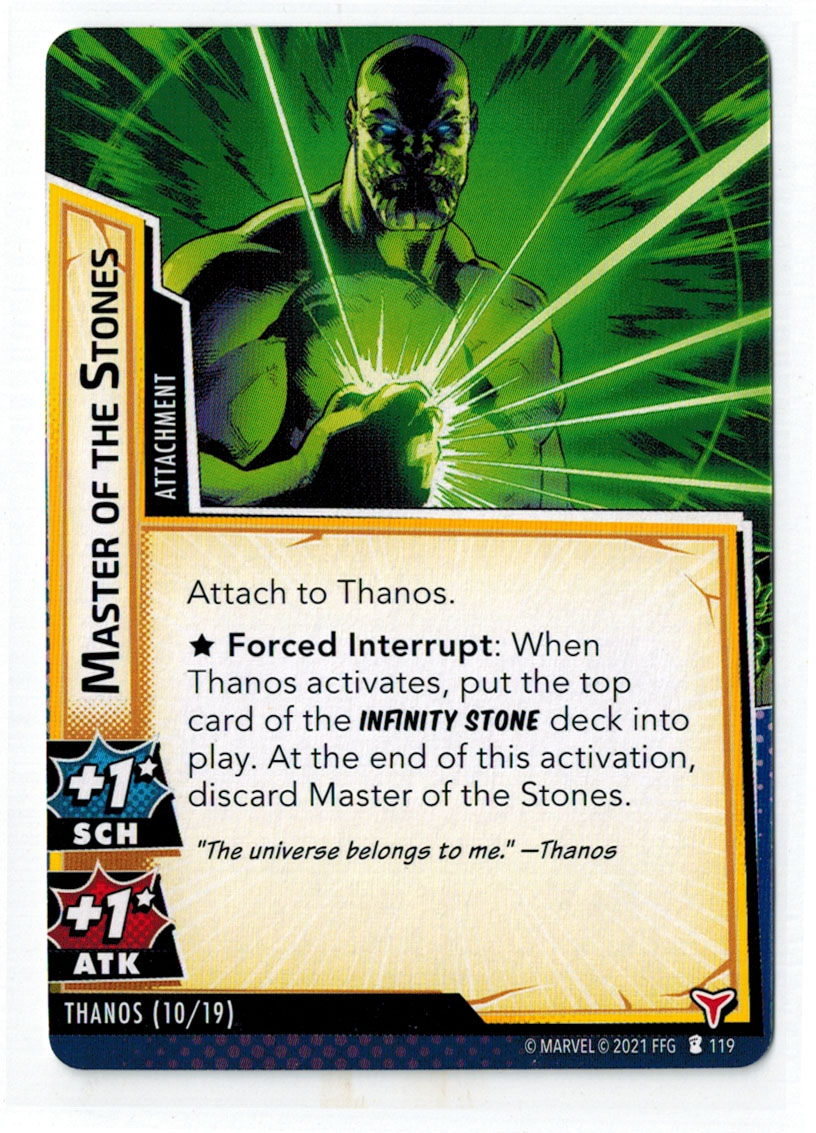 MASTER OF THE STONES
ATTACHMENT
Attach to Thanos.
★ Forced Interrupt: When
Thanos activates, put the top
card of the INFINITY STONE deck into
play. At the end of this activation,
discard Master of the Stones.
"The universe belongs to me." —Thanos
+1★
SCH
+1★
ATK
THANOS (10/19)
© MARVEL © 2021 FFG 119